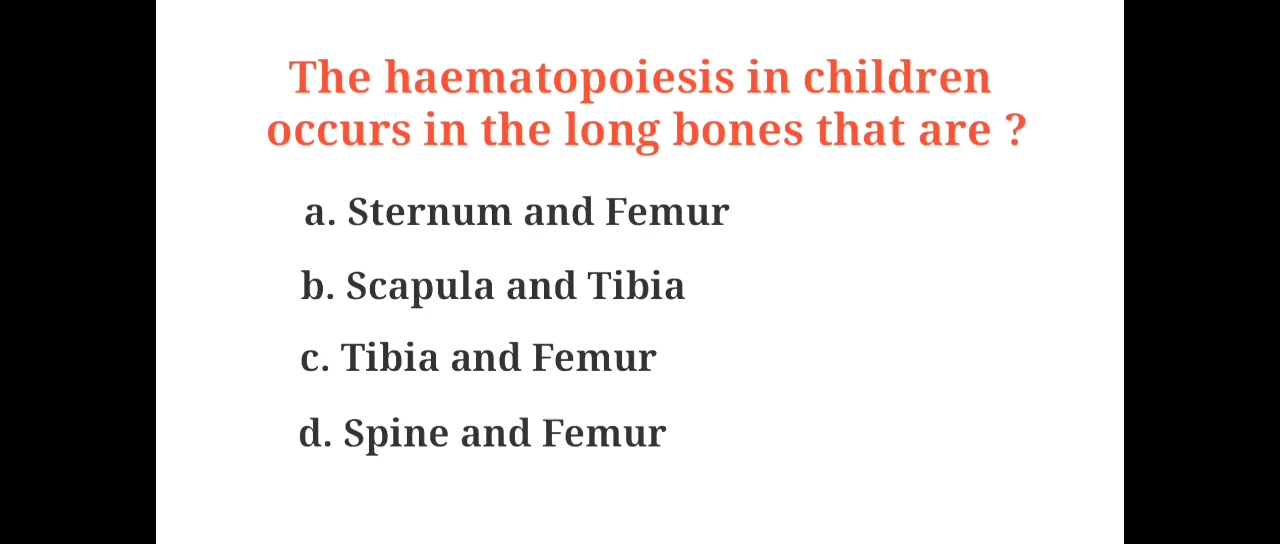 The haematopoiesis in children
occurs in the long bones that are ?
a. Sternum and Femur
b. Scapula and Tibia
c. Tibia and Femur
d. Spine and Femur